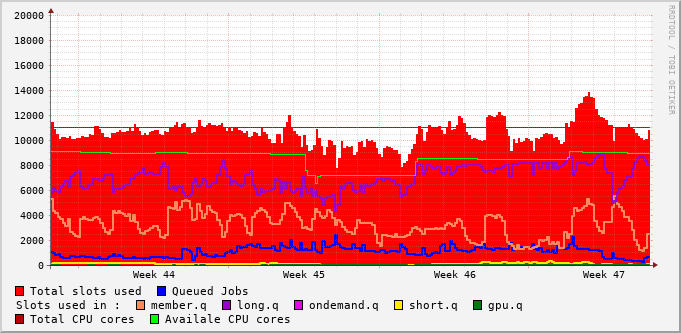 20000
18000
16000
14000
12000
10000
8000
6000
4000
2000
0
Week 44 Week 45 Week 46 Week 47
Total slots used Queued Jobs
Slots used in : member.q long.q ondemand.q short.q gpu.q
Total CPU cores Availale CPU cores
RRDTOOL / TOBI OETIKER